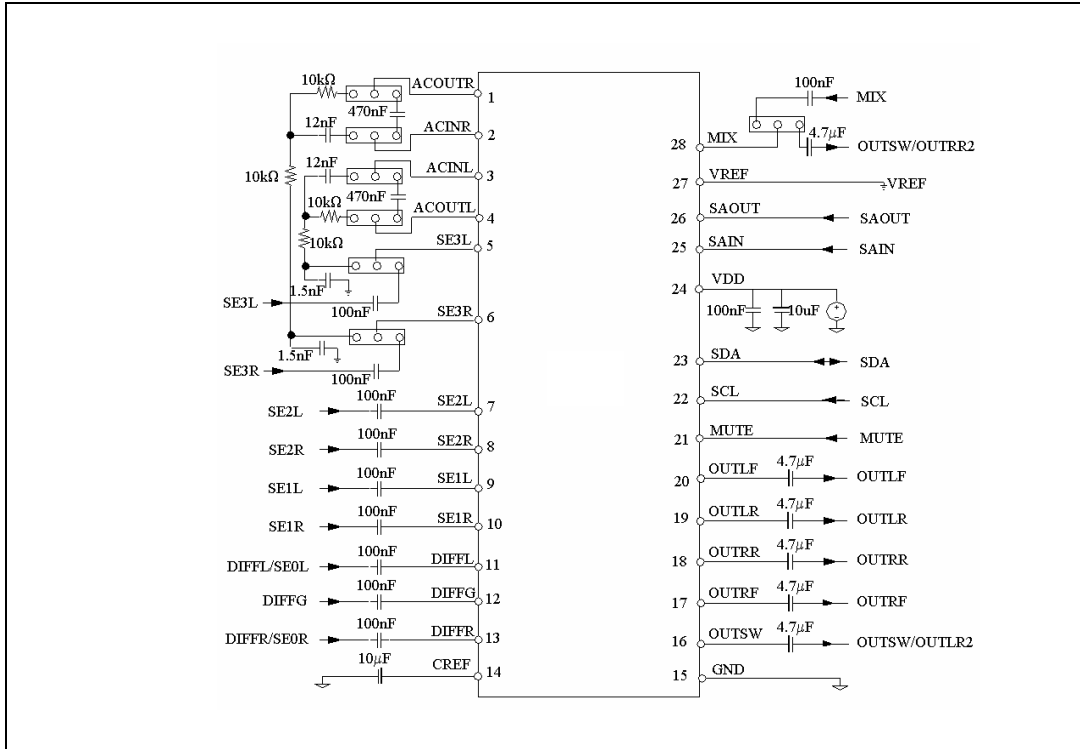 10kΩ
ACOUTR
1
470nF
12nF
ACINR
2
12nF
ACINL
3
10kΩ
470nF
10kΩ
ACOUTL
4
10kΩ
SE3L
5
1.5nF
SE3L
100nF
SE3R
6
1.5nF
SE3R
100nF
SE2L
100nF
SE2L
7
SE2R
100nF
SE2R
8
SE1L
100nF
SE1L
9
SE1R
100nF
SE1R
10
DIFFL/SE0L
100nF
DIFFL
11
DIFFG
100nF
DIFFG
12
DIFFR/SE0R
100nF
DIFFR
13
10μF
CREF
14
100nF
MIX
28
MIX
4.7μF
OUTSW/OUTRR2
27
VREF
VREF
26
SAOUT
SAOUT
25
SAIN
SAIN
24
VDD
100nF
10uF
23
SDA
SDA
22
SCL
SCL
21
MUTE
MUTE
20
OUTLF
4.7μF
OUTLF
19
OUTLR
4.7μF
OUTLR
18
OUTRR
4.7μF
OUTRR
17
OUTRF
4.7μF
OUTRF
16
OUTSW
4.7μF
OUTSW/OUTLR2
15
GND